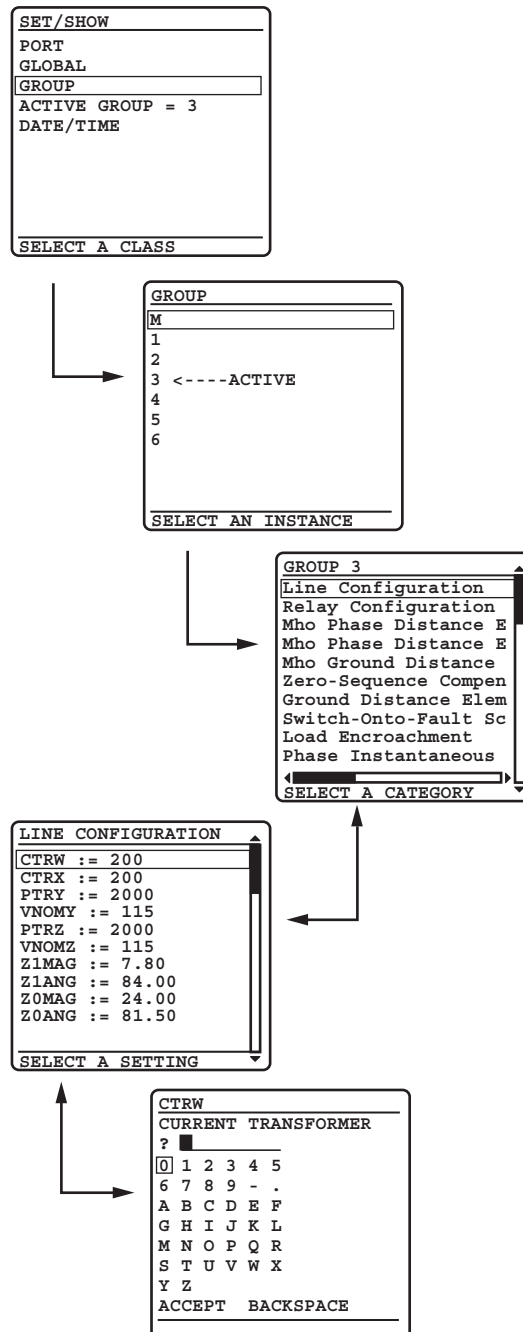 SET/SHOW
PORT
GLOBAL
GROUP
ACTIVE GROUP = 3
DATE/TIME
SELECT A CLASS
GROUP
M
1
2
3 <----ACTIVE
4
5
6
SELECT AN INSTANCE
GROUP 3
Line Configuration
Relay Configuration
Mho Phase Distance E
Mho Phase Distance E
Mho Ground Distance
Zero-Sequence Compen
Ground Distance Elem
Switch-Onto-Fault Sc
Load Encroachment
Phase Instantaneous
SELECT A CATEGORY
LINE CONFIGURATION
CTRW := 200
CTRX := 200
PTRY := 2000
VNOMY := 115
PTRZ := 2000
VNOMZ := 115
Z1MAG := 7.80
Z1ANG := 84.00
Z0MAG := 24.00
Z0ANG := 81.50
SELECT A SETTING
CTRW
CURRENT TRANSFORMER
?
0 1 2 3 4 5
6 7 8 9 - .
A B C D E F
G H I J K L
M N O P Q R
S T U V W X
Y Z
ACCEPT BACKSPACE